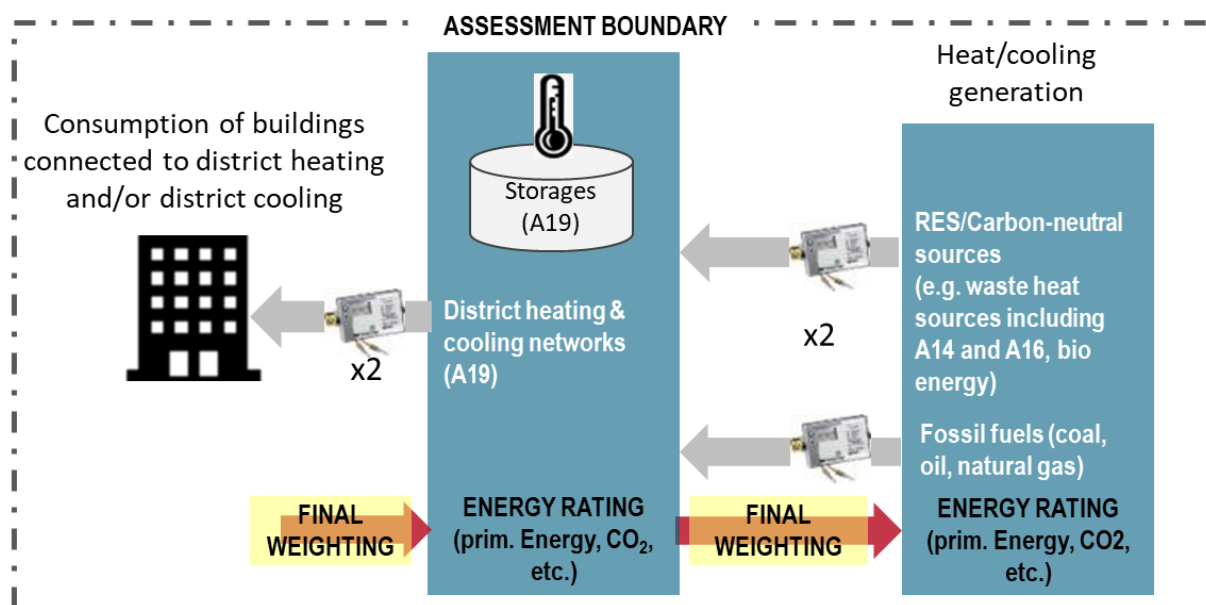 ASSESSMENT BOUNDARY
Heat/cooling
generation
Consumption of buildings
connected to district heating
and/or district cooling
Storages
(A19)
RES/Carbon-neutral
sources
(e.g. waste heat
sources including
A14 and A16, bio
energy)
x2
District heating &
cooling networks
(A19)
x2
Fossil fuels (coal,
oil, natural gas)
FINAL
WEIGHTING
ENERGY RATING
(prim. Energy, CO₂,
etc.)
FINAL
WEIGHTING
ENERGY RATING
(prim. Energy, CO2,
etc.)